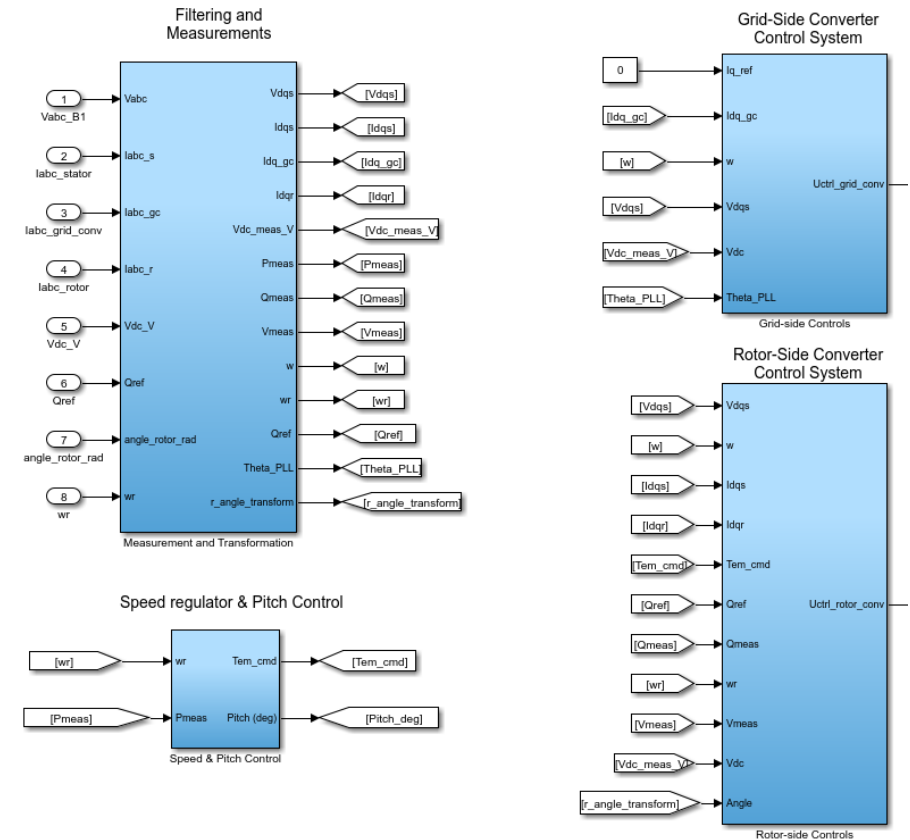 Filtering and
Measurements
1
Vabc_B1
2
Iabc_stator
3
Iabc_grid_conv
4
Iabc_rotor
5
Vdc_V
6
Qref
7
angle_rotor_rad
8
wr
Vabc
Iabc_s
Iabc_gc
Iabc_r
Vdc_V
Qref
angle_rotor_rad
wr
Vdqs
Idqs
Idq_gc
Idqr
Vdc_meas_V
Pmeas
Qmeas
Vmeas
w
wr
Qref
Theta_PLL
r_angle_transform
[Vdqs]
[Idqs]
[Idq_gc]
[Idqr]
[Vdc_meas_V]
[Pmeas]
[Qmeas]
[Vmeas]
[w]
[wr]
[Qref]
[Theta_PLL]
[r_angle_transform]
Measurement and Transformation
Speed regulator & Pitch Control
[wr]
[Pmeas]
wr
Pmeas
Tem_cmd
Pitch (deg)
[Tem_cmd]
[Pitch_deg]
Speed & Pitch Control
Grid-Side Converter
Control System
0
[Idq_gc]
[w]
[Vdqs]
[Vdc_meas_V]
[Theta_PLL]
Iq_ref
Idq_gc
w
Vdqs
Vdc
Theta_PLL
Uctrl_grid_conv
Grid-side Controls
Rotor-Side Converter
Control System
[Vdqs]
[w]
[Idqs]
[Idqr]
[Tem_cmd]
[Qref]
[Qmeas]
[wr]
[Vmeas]
[Vdc_meas_V]
[r_angle_transform]
Vdqs
w
Idqs
Idqr
Tem_cmd
Qref
Qmeas
wr
Vmeas
Vdc
Angle
Uctrl_rotor_conv
Rotor-side Controls